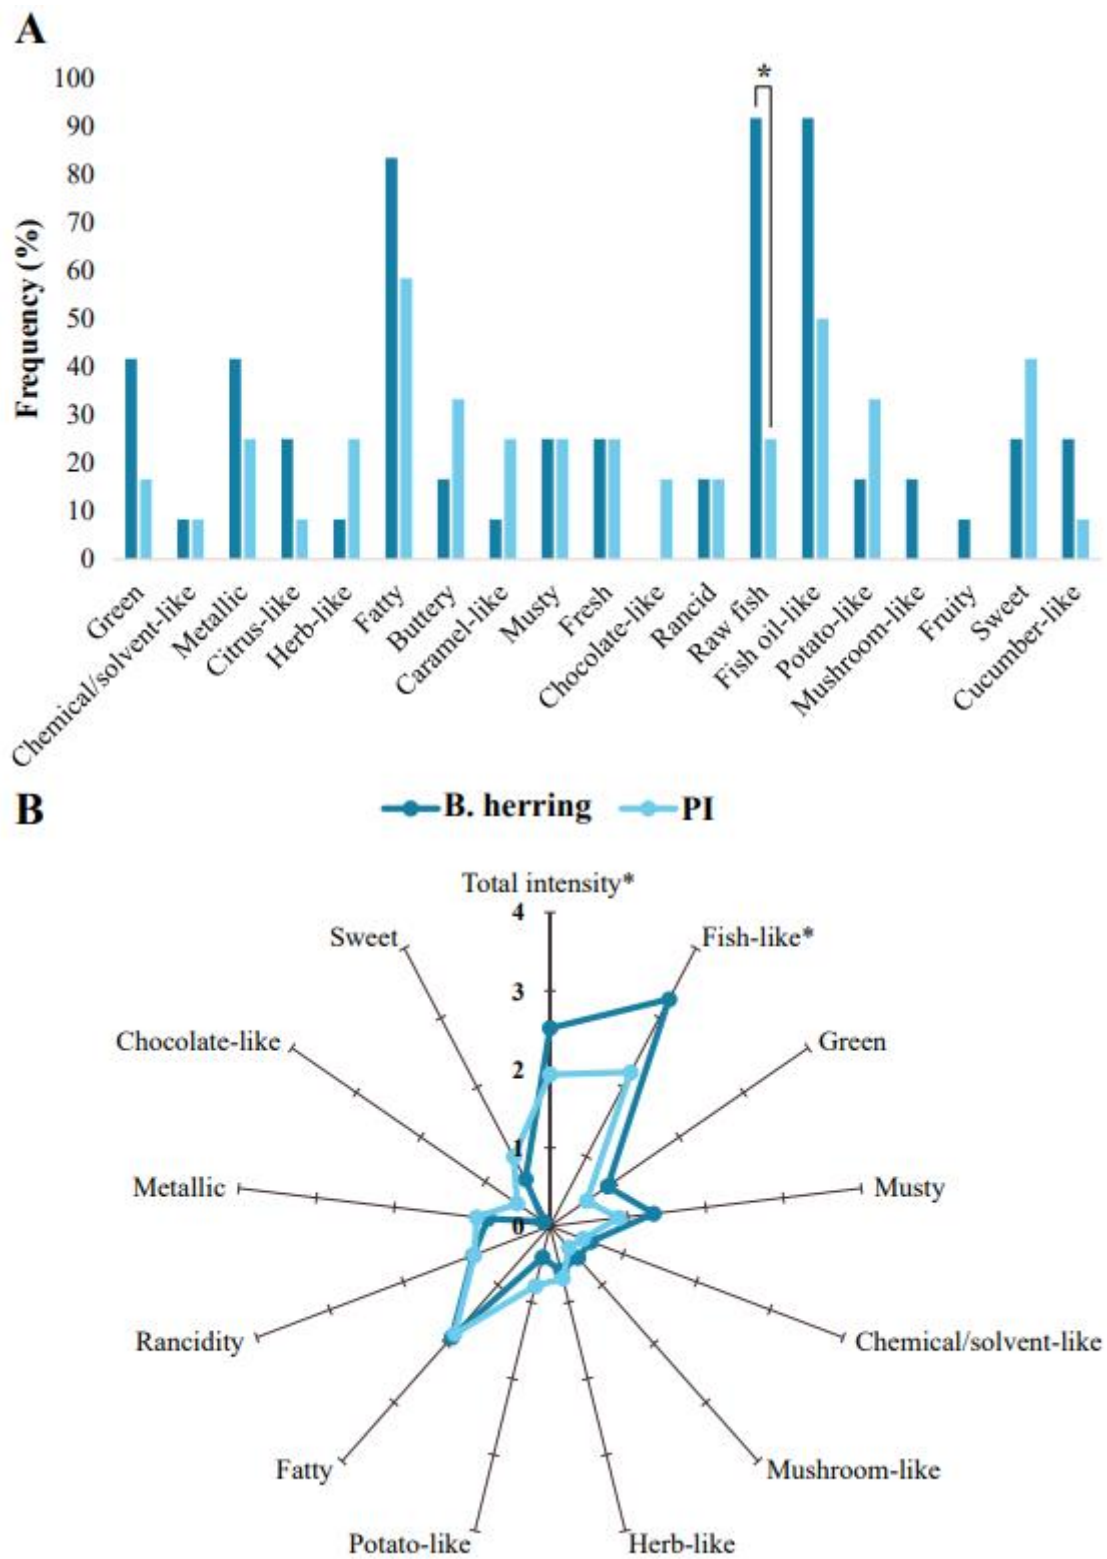 A
*
100
90
80
70
60
50
40
30
20
10
0
Frequency (%)
Green
Chemical/solvent-like
Metallic
Citrus-like
Herb-like
Fatty
Buttery
Caramel-like
Musty
Fresh
Chocolate-like
Rancid
Raw fish
Fish oil-like
Potato-like
Mushroom-like
Fruity
Sweet
Cucumber-like
B
B. herring PI
Total intensity*
4
Sweet
Fish-like*
3
Chocolate-like
Green
2
1
Metallic
Musty
0
Rancidity
Chemical/solvent-like
Fatty
Mushroom-like
Potato-like
Herb-like